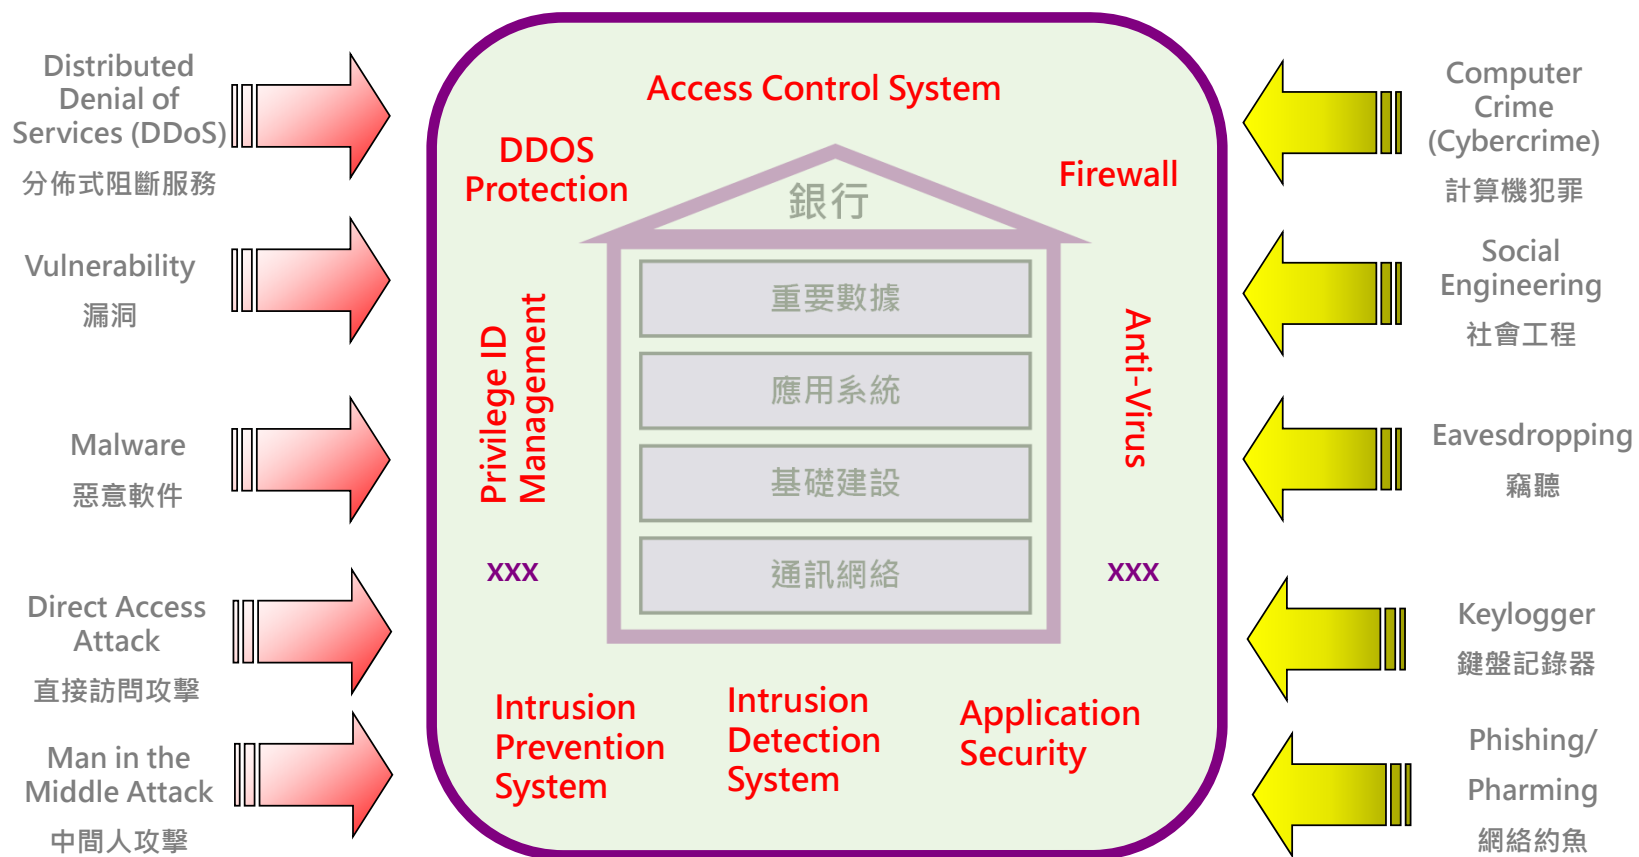 Distributed
Denial of
Services (DDoS)
分佈式阻斷服務
Vulnerability
漏洞
Malware
惡意軟件
Direct Access
Attack
直接訪問攻擊
Man in the
Middle Attack
中間人攻擊
Access Control System
DDOS
Protection
Firewall
銀行
重要數據
應用系統
基礎建設
通訊網絡
Privilege ID
Management
Anti-Virus
xxx
xxx
Intrusion
Prevention
System
Intrusion
Detection
System
Application
Security
Computer
Crime
(Cybercrime)
計算機犯罪
Social
Engineering
社會工程
Eavesdropping
竊聽
Keylogger
鍵盤記錄器
Phishing/
Pharming
網絡約魚